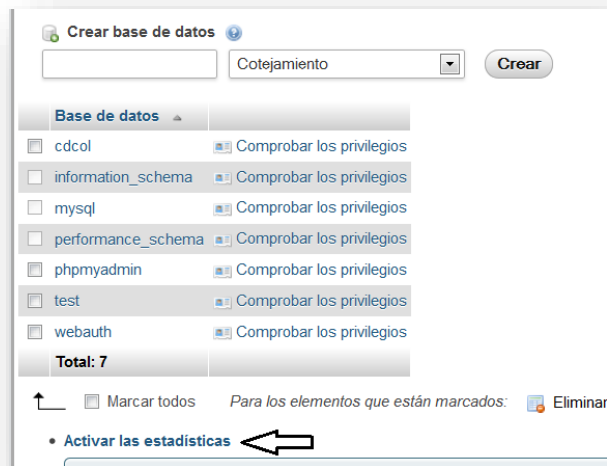 Crear base de datos
Cotejamiento Crear
Base de datos
cdcol Comprobar los privilegios
information_schema Comprobar los privilegios
mysql Comprobar los privilegios
performance_schema Comprobar los privilegios
phpmyadmin Comprobar los privilegios
test Comprobar los privilegios
webauth Comprobar los privilegios
Total: 7
Marcar todos Para los elementos que están marcados: Eliminar
• Activar las estadísticas